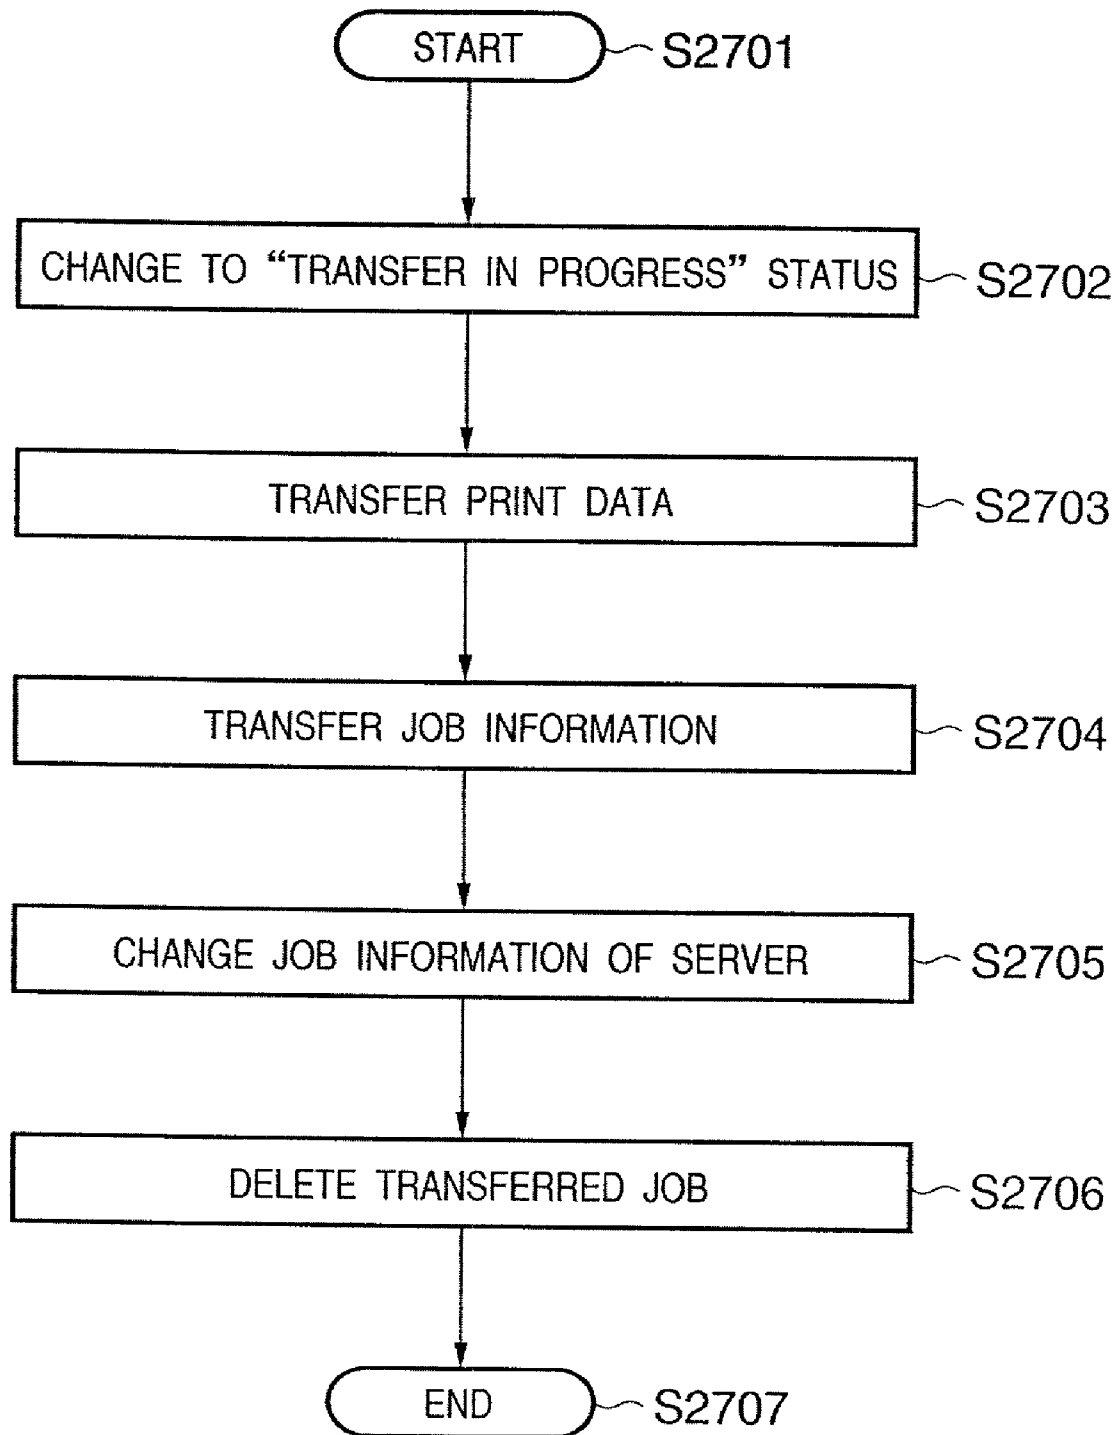 START S2701
CHANGE TO “TRANSFER IN PROGRESS” STATUS S2702
TRANSFER PRINT DATA S2703
TRANSFER JOB INFORMATION S2704
CHANGE JOB INFORMATION OF SERVER S2705
DELETE TRANSFERRED JOB S2706
END S2707